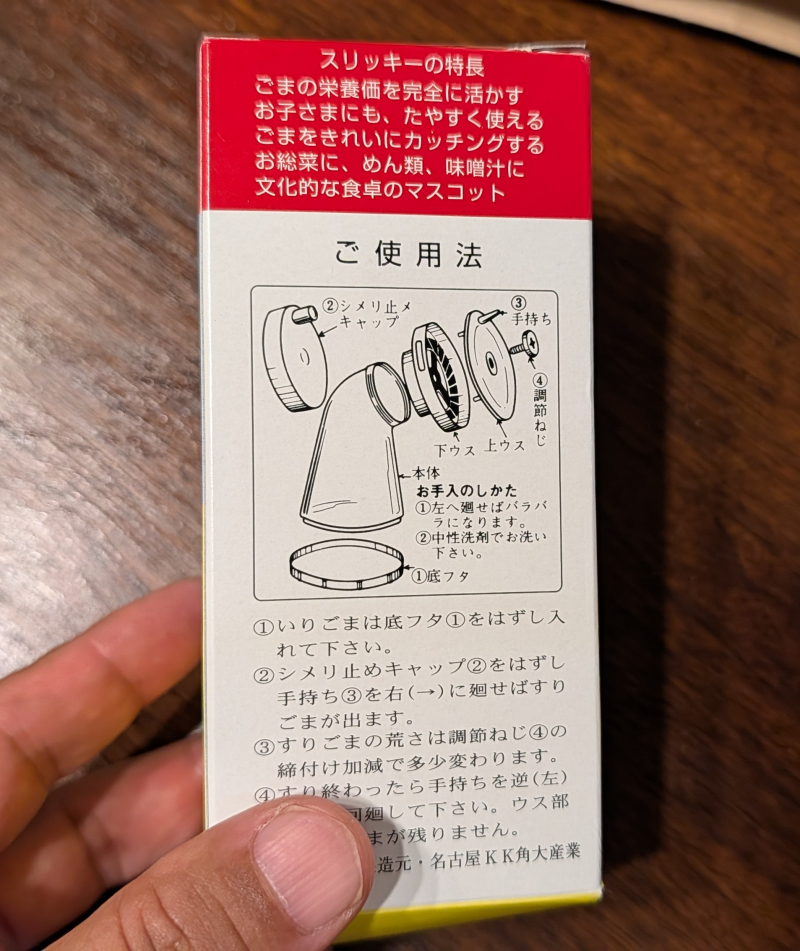 スリッキーの特長
ごまの栄養価を完全に活かす
お子さまにも、たやすく使える
ごまをきれいにカッチングする
お総菜に、めん類、味噌汁に
文化的な食卓のマスコット
ご使用法
②シメリ止メ
キャップ
③
手持ち
④調節ねじ
下ウス
上ウス
本体
お手入のしかた
①左へ廻せばバラバ
ラになります。
②中性洗剤でお洗い
下さい。
①底フタ
①いりごまは底フタ①をはずし入
れて下さい。
②シメリ止めキャップ②をはずし
手持ち③を右(→)に廻せばすり
ごまが出ます。
③すりごまの荒さは調節ねじ④の
締付け加減で多少変わります。
④すり終わったら手持ちを逆(左)
回廻して下さい。ウス部
まが残りません。
造元・名古屋KK角大産業